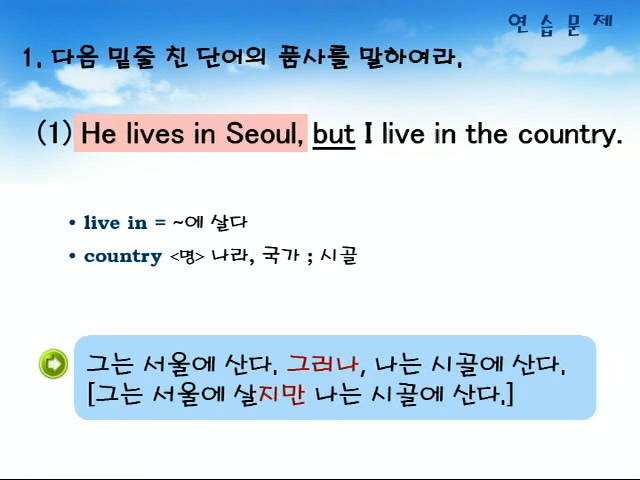 연습문제
1. 다음 밑줄 친 단어의 품사를 말하여라.
(1) He lives in Seoul, but I live in the country.
• live in = ~에 살다
• country <명> 나라, 국가 ; 시골
그는 서울에 산다. 그러나, 나는 시골에 산다.
[그는 서울에 살지만 나는 시골에 산다.]